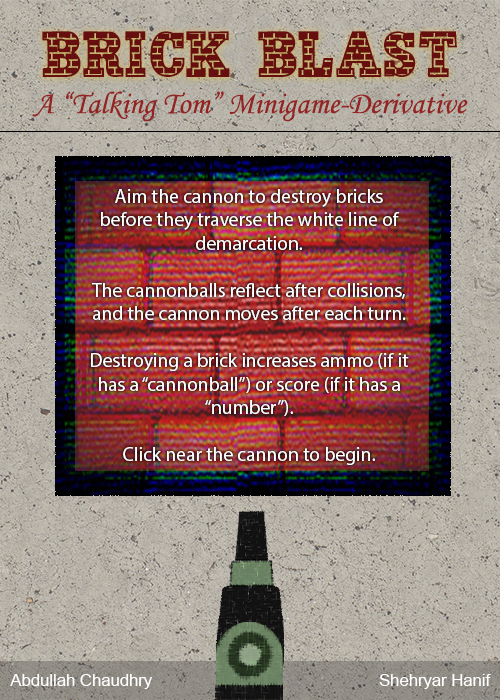 BRICK BLAST
A “Talking Tom” Minigame-Derivative
Aim the cannon to destroy bricks
before they traverse the white line of
demarcation.
The cannonballs reflect after collisions,
and the cannon moves after each turn.
Destroying a brick increases ammo (if it
has a “cannonball”) or score (if it has a
“number”).
Click near the cannon to begin.
Abdullah Chaudhry
Shehryar Hanif